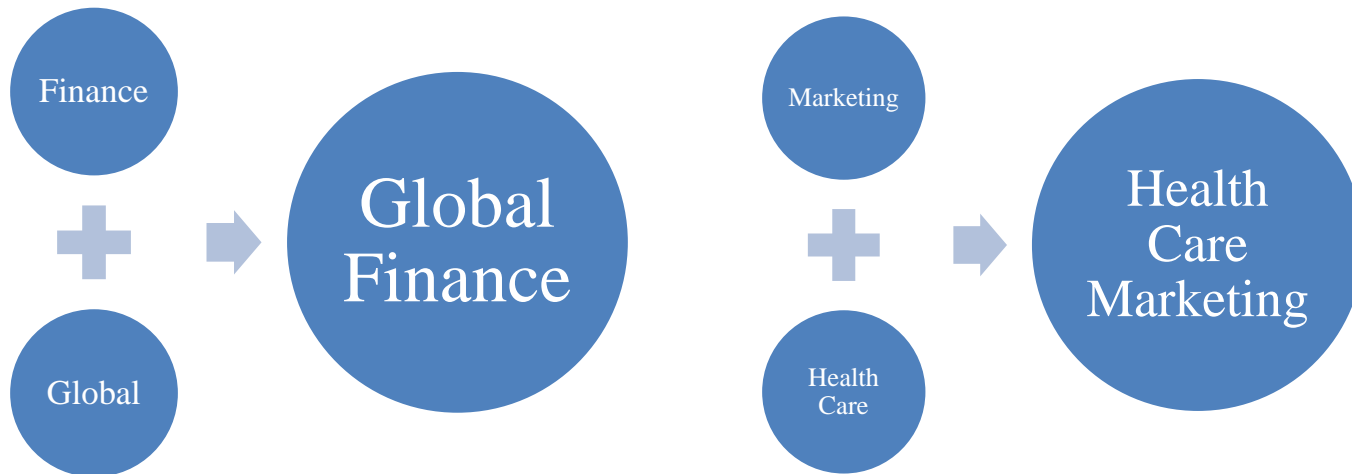 Finance
Global
Global
Finance
Marketing
Health
Care
Health
Care
Marketing